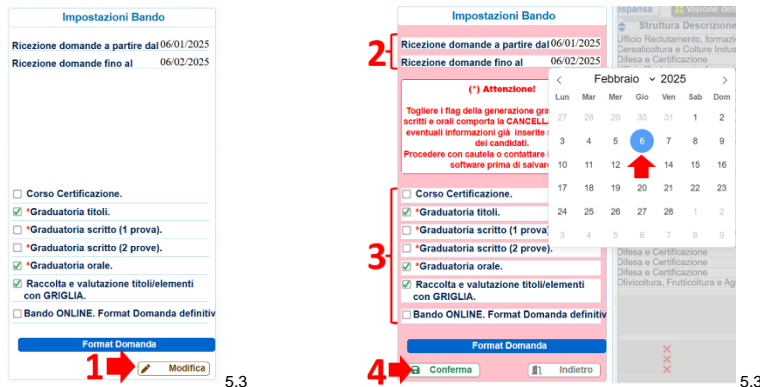 Impostazioni Bando
Ricezione domande a partire dal 06/01/2025
Ricezione domande fino al 06/02/2025
Corso Certificazione.
*Graduatoria titoli.
*Graduatoria scritto (1 prova).
*Graduatoria scritto (2 prove).
*Graduatoria orale.
Raccolta e valutazione titoli/elementi
con GRIGLIA.
Bando ONLINE. Format Domanda definitiv
Format Domanda
1 Modifica
5.3
Impostazioni Bando
2
Ricezione domande a partire dal 06/01/2025
Ricezione domande fino al 06/02/2025
(*) Attenzione!
Togliere i flag della generazione gra
scritti e orali comporta la CANCELL
eventuali informazioni già inserite
dei candidati.
Procedere con cautela o contattare i
software prima di salvar
3
Corso Certificazione.
*Graduatoria titoli.
*Graduatoria scritto (1 prova)
*Graduatoria scritto (2 prove).
*Graduatoria orale.
Raccolta e valutazione titoli/elementi
con GRIGLIA.
Bando ONLINE. Format Domanda definitiv
Format Domanda
4 Conferma Indietro
espansa Visione det
Struttura Descrizione
Ufficio Reclutamento, formazi
Cerealicoltura e Colture Indus
Difesa e Certificazione
Febbraio 2025
Lun Mar Mer Gio Ven Sab Dom
27 28 29 30 31 1 2
3 4 5 6 7 8 9
10 11 12 14 15 16
17 18 19 20 21 22 23
24 25 26 27 28 1 2
3 4 5 6 7 8 9
Difesa e Certificazione
Difesa e Certificazione
Difesa e Certificazione
Olivicoltura, Frutticoltura e Ag
5.3